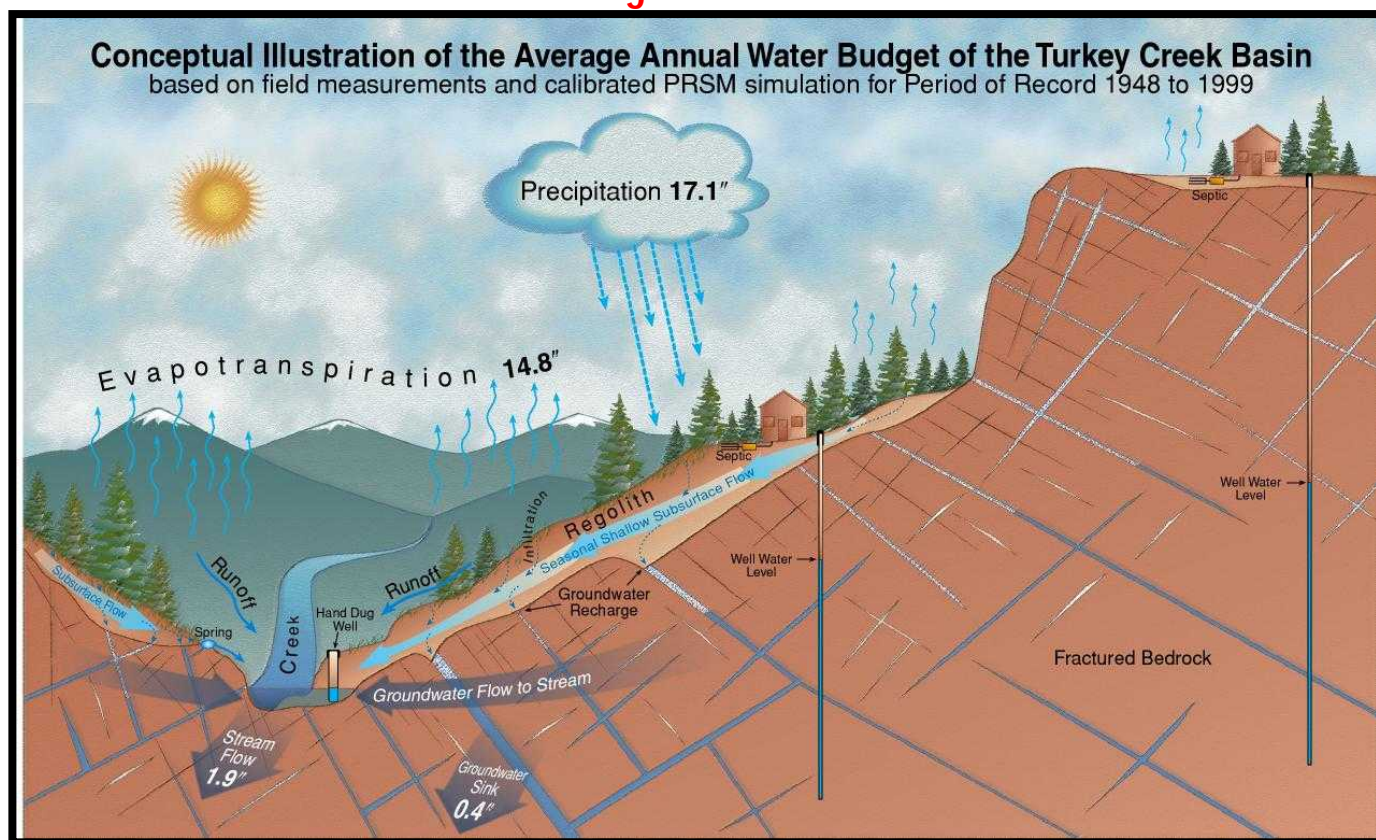 Conceptual Illustration of the Average Annual Water Budget of the Turkey Creek Basin
based on field measurements and calibrated PRSM simulation for Period of Record 1948 to 1999
Precipitation 17.1"
Septic
Evapotranspiration 14.8"
Septic
Well Water
Level
Infiltration
Regolith
Seasonal Shallow Subsurface Flow
Well Water
Level
Subsurface Flow
Runoff
Runoff
Groundwater
Recharge
Hand Dug
Well
Spring
Creek
Fractured Bedrock
Groundwater Flow to Stream
Stream
Flow
1.9"
Groundwater
Sink
0.4"